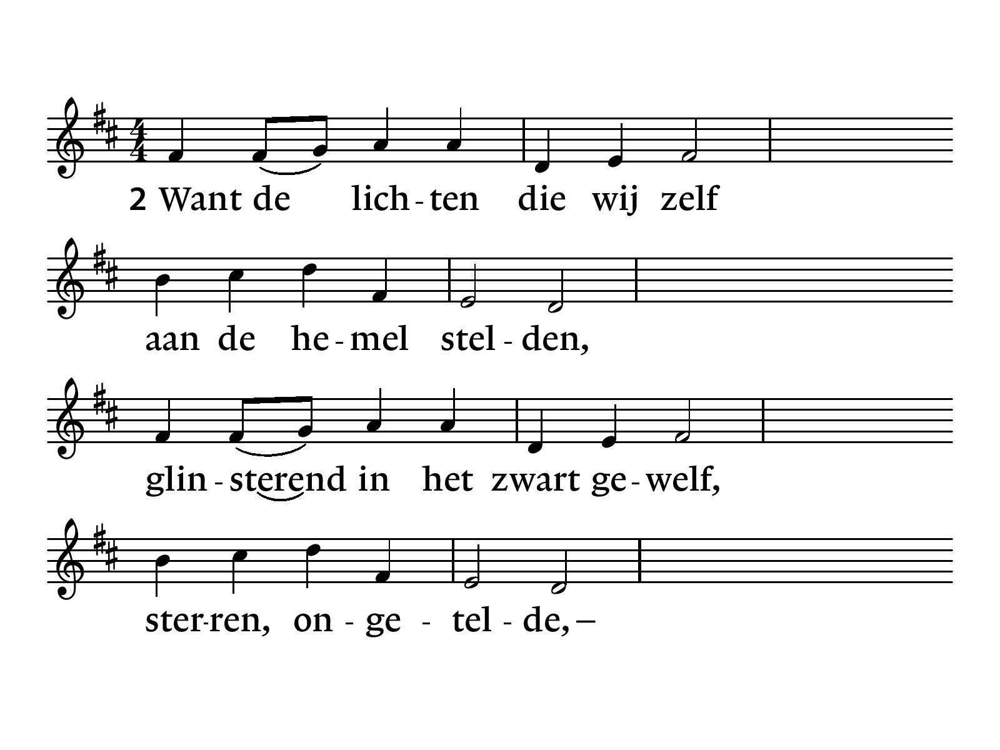 2 Want de lich - ten die wij zelf
aan de he - mel stel - den,
glin - sterend in het zwart ge - welf,
ster - ren, on - ge - tel - de, –